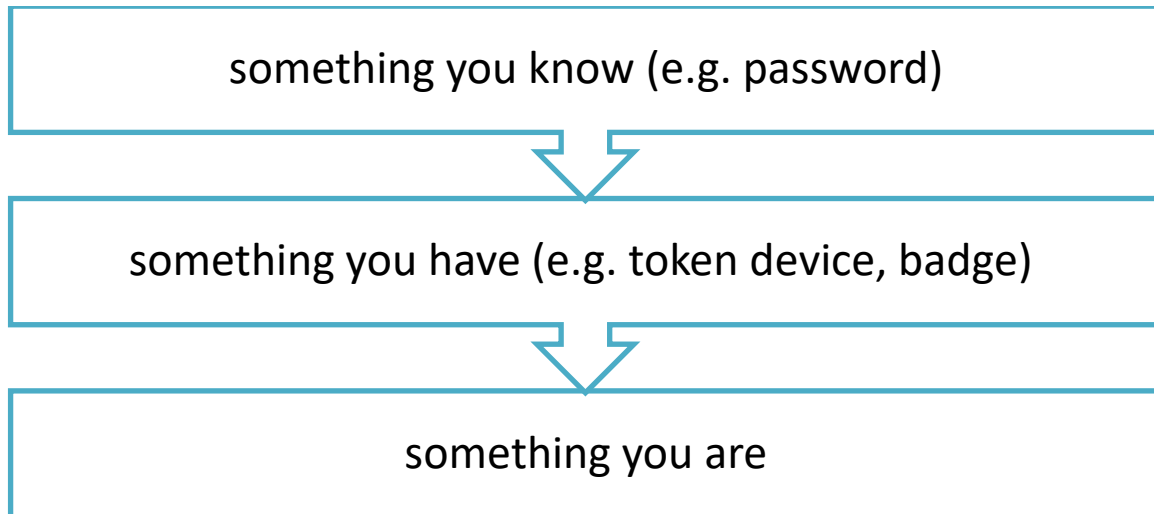 something you know (e.g. password)
something you have (e.g. token device, badge)
something you are